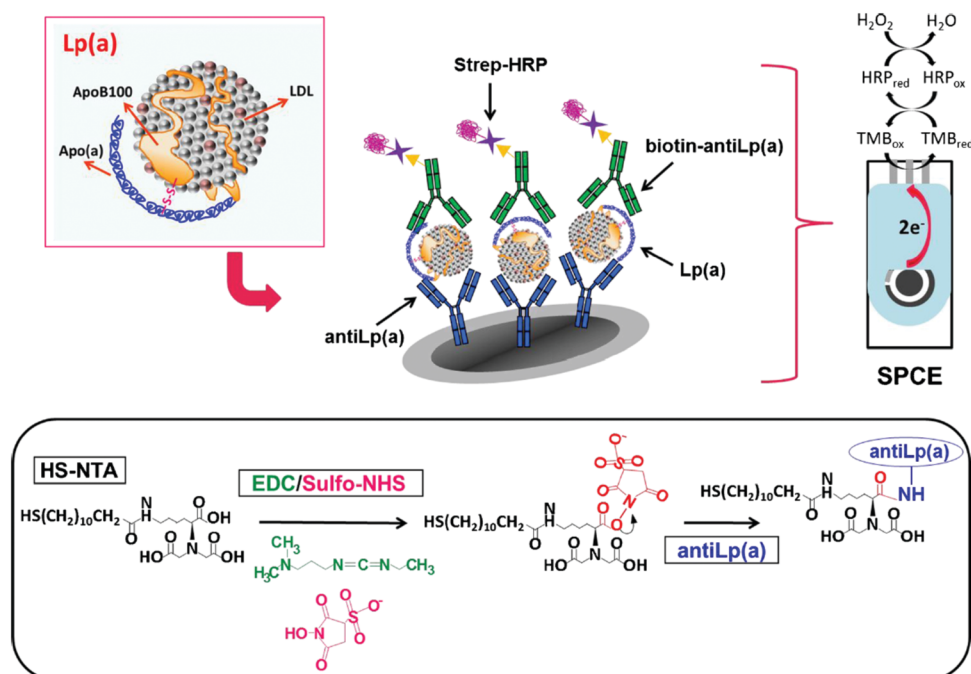 Lp(a)
ApoB100
LDL
Apo(a)
S-S
Strep-HRP
biotin-antiLp(a)
Lp(a)
antiLp(a)
H₂O₂ H₂O
HRPred HRPox
TMBox TMBred
2e⁻
SPCE
HS-NTA
HS(CH₂)₁₀CH₂
O
N
H
O
OH
N
O
O
OH HO
EDC/Sulfo-NHS
CH₃
H₃C
N
N=C=N
CH₃
O
O
S
O⁻
O
HO-N
O
HS(CH₂)₁₀CH₂
O
N
H
O⁻
O
S
O
O
N
O
O
O
N
O
O
HO
OH
antiLp(a)
antiLp(a)
NH
O
HS(CH₂)₁₀CH₂
O
N
H
N
O
O
HO
OH